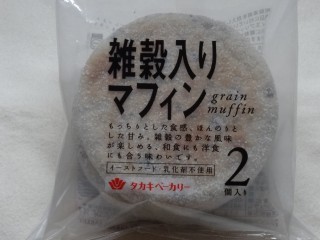 雑穀入り
マフィン
grain
muffin
もっちりとした食感、ほんのりと
した甘み。雑穀の豊かな風味
が楽しめる、和食にも洋食
にも合う味わいです。
イーストフード・乳化剤不使用
タカキベーカリー
2
個入り